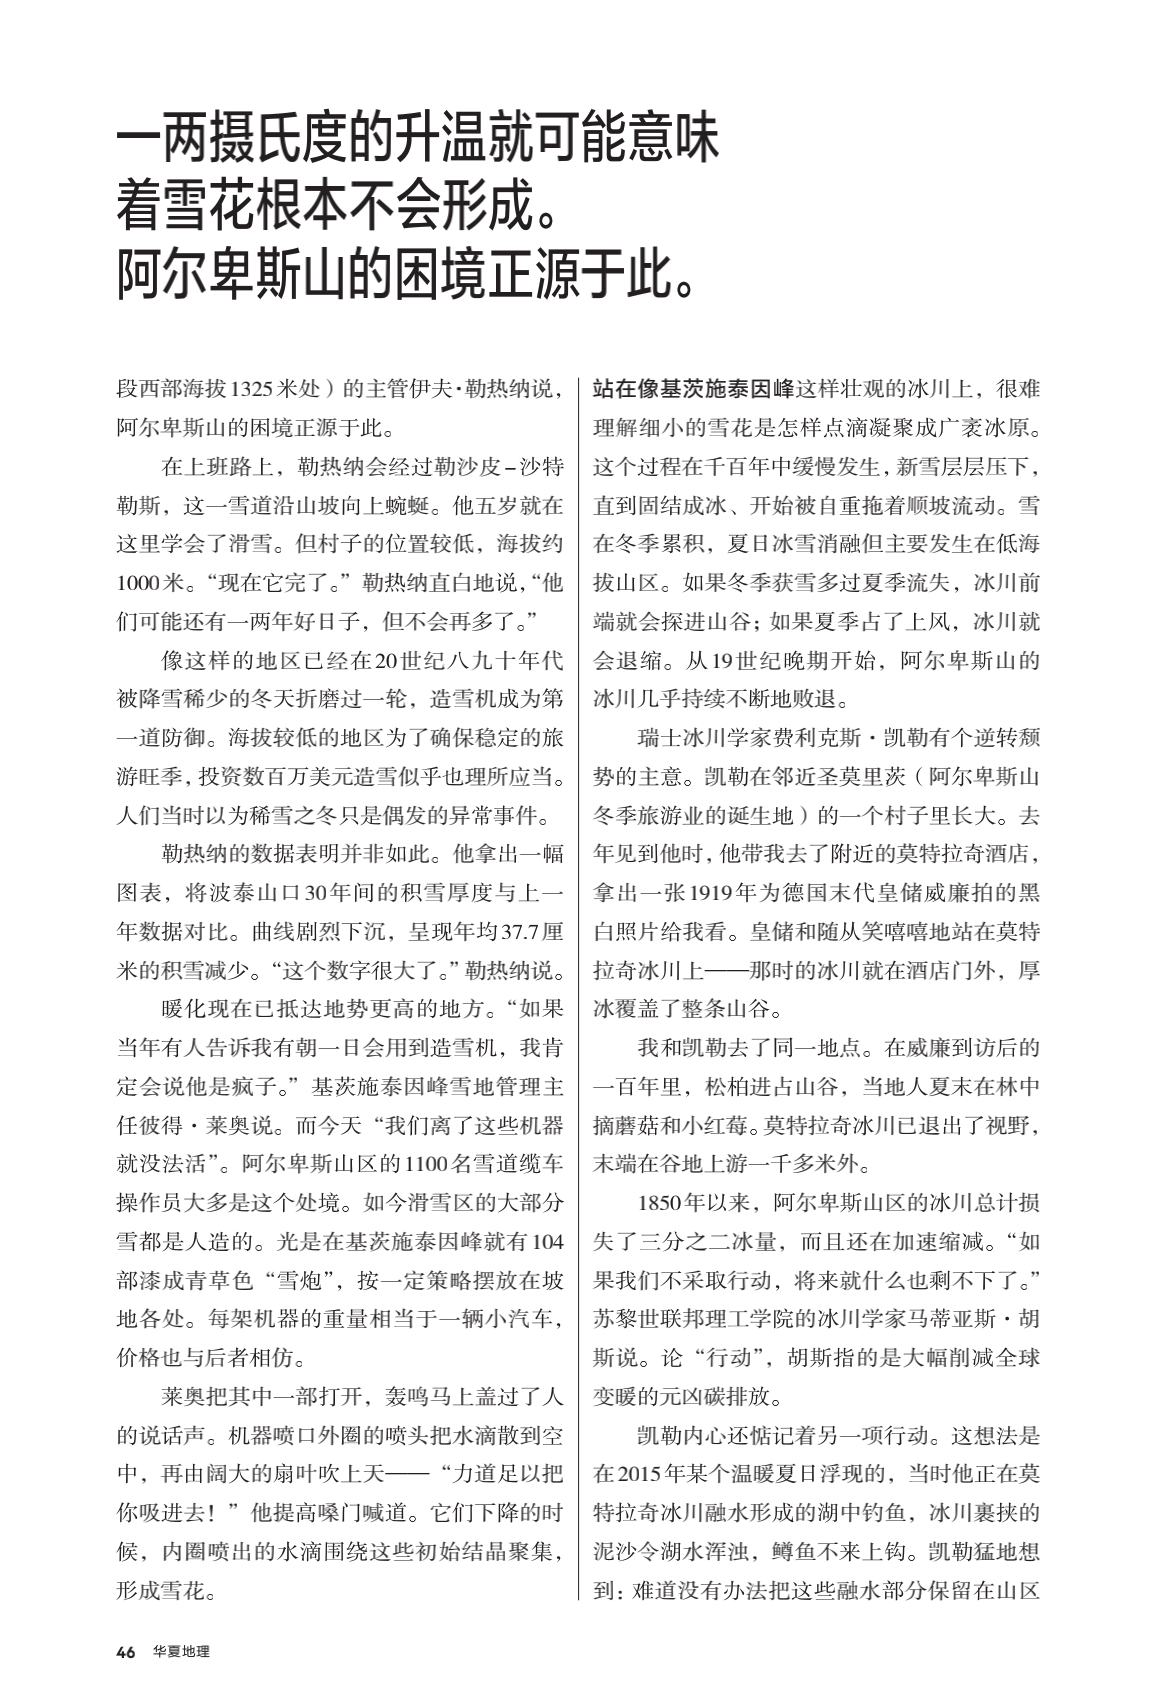 一两摄氏度的升温就可能意味
着雪花根本不会形成。
阿尔卑斯山的困境正源于此。
段西部海拔1325米处）的主管伊夫·勒热纳说，
阿尔卑斯山的困境正源于此。
在上班路上，勒热纳会经过勒沙皮－沙特
勒斯，这一雪道沿山坡向上蜿蜒。他五岁就在
这里学会了滑雪。但村子的位置较低，海拔约
1000米。“现在它完了。”勒热纳直白地说，“他
们可能还有一两年好日子，但不会再多了。”
像这样的地区已经在20世纪八九十年代
被降雪稀少的冬天折磨过一轮，造雪机成为第
一道防御。海拔较低的地区为了确保稳定的旅
游旺季，投资数百万美元造雪似乎也理所应当。
人们当时以为稀雪之冬只是偶发的异常事件。
勒热纳的数据表明并非如此。他拿出一幅
图表，将波泰山口30年间的积雪厚度与上一
年数据对比。曲线剧烈下沉，呈现年均37.7厘
米的积雪减少。“这个数字很大了。”勒热纳说。
暖化现在已抵达地势更高的地方。“如果
当年有人告诉我有朝一日会用到造雪机，我肯
定会说他是疯子。”基茨施泰因峰雪地管理主
任彼得·莱奥说。而今天“我们离了这些机器
就没法活”。阿尔卑斯山区的1100名雪道缆车
操作员大多是这个处境。如今滑雪区的大部分
雪都是人造的。光是在基茨施泰因峰就有104
部漆成青草色“雪炮”，按一定策略摆放在坡
地各处。每架机器的重量相当于一辆小汽车，
价格也与后者相仿。
莱奥把其中一部打开，轰鸣马上盖过了人
的说话声。机器喷口外圈的喷头把水滴散到空
中，再由阔大的扇叶吹上天——“力道足以把
你吸进去！”他提高嗓门喊道。它们下降的时
候，内圈喷出的水滴围绕这些初始结晶聚集，
形成雪花。
站在像基茨施泰因峰这样壮观的冰川上，很难
理解细小的雪花是怎样点滴凝聚成广袤冰原。
这个过程在千百年中缓慢发生，新雪层层压下，
直到固结成冰、开始被自重拖着顺坡流动。雪
在冬季累积，夏日冰雪消融但主要发生在低海
拔山区。如果冬季获雪多过夏季流失，冰川前
端就会探进山谷；如果夏季占了上风，冰川就
会退缩。从19世纪晚期开始，阿尔卑斯山的
冰川几乎持续不断地败退。
瑞士冰川学家费利克斯·凯勒有个逆转颓
势的主意。凯勒在邻近圣莫里茨（阿尔卑斯山
冬季旅游业的诞生地）的一个村子里长大。去
年见到他时，他带我去了附近的莫特拉奇酒店，
拿出一张1919年为德国末代皇储威廉拍的黑
白照片给我看。皇储和随从笑嘻嘻地站在莫特
拉奇冰川上——那时的冰川就在酒店门外，厚
冰覆盖了整条山谷。
我和凯勒去了同一地点。在威廉到访后的
一百年里，松柏进占山谷，当地人夏末在林中
摘蘑菇和小红莓。莫特拉奇冰川已退出了视野，
末端在谷地上游一千多米外。
1850年以来，阿尔卑斯山区的冰川总计损
失了三分之二冰量，而且还在加速缩减。“如
果我们不采取行动，将来就什么也剩不下了。”
苏黎世联邦理工学院的冰川学家马蒂亚斯·胡
斯说。论“行动”，胡斯指的是大幅削减全球
变暖的元凶碳排放。
凯勒内心还惦记着另一项行动。这想法是
在2015年某个温暖夏日浮现的，当时他正在莫
特拉奇冰川融水形成的湖中钓鱼，冰川裹挟的
泥沙令湖水浑浊，鳟鱼不来上钩。凯勒猛地想
到：难道没有办法把这些融水部分保留在山区
46 华夏地理